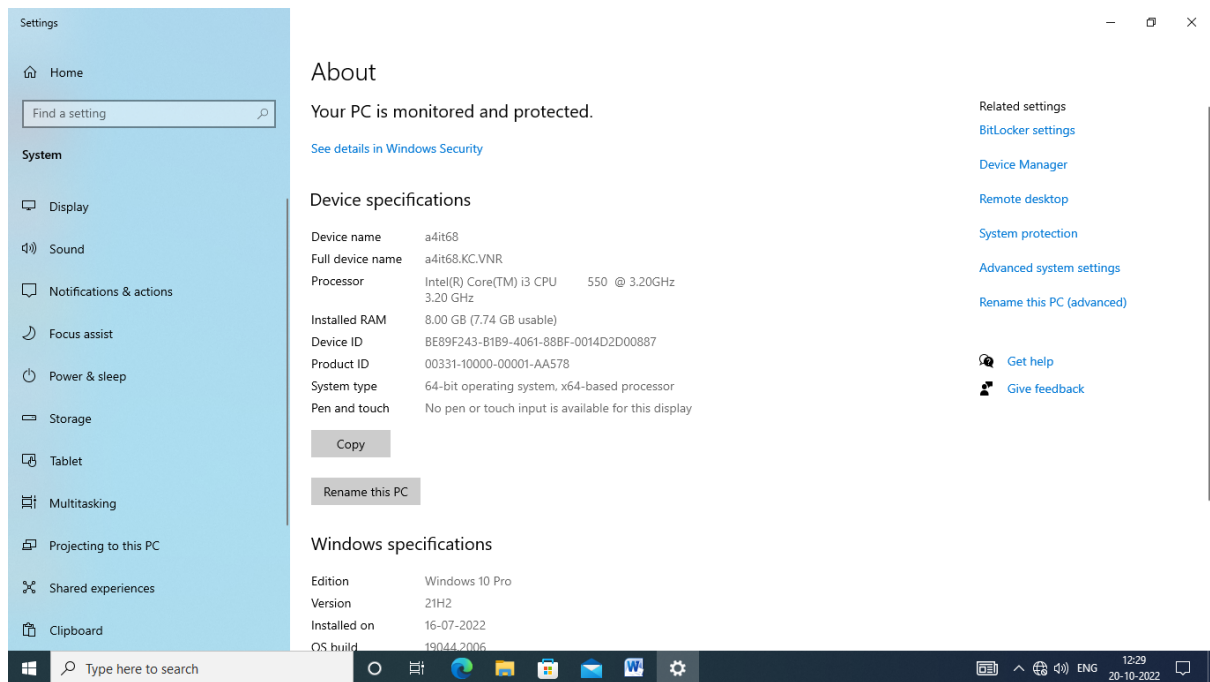 Settings
Home
Find a setting
System
Display
Sound
Notifications & actions
Focus assist
Power & sleep
Storage
Tablet
Multitasking
Projecting to this PC
Shared experiences
Clipboard
About
Your PC is monitored and protected.
See details in Windows Security
Device specifications
Device name a4it68
Full device name a4it68.KC.VNR
Processor Intel(R) Core(TM) i3 CPU 550 @ 3.20GHz
3.20 GHz
Installed RAM 8.00 GB (7.74 GB usable)
Device ID BE89F243-B1B9-4061-88BF-0014D2D00887
Product ID 00331-10000-00001-AA578
System type 64-bit operating system, x64-based processor
Pen and touch No pen or touch input is available for this display
Copy
Rename this PC
Windows specifications
Edition Windows 10 Pro
Version 21H2
Installed on 16-07-2022
OS build 19044.2006
Related settings
BitLocker settings
Device Manager
Remote desktop
System protection
Advanced system settings
Rename this PC (advanced)
Get help
Give feedback
Type here to search
W
ENG
12:29
20-10-2022